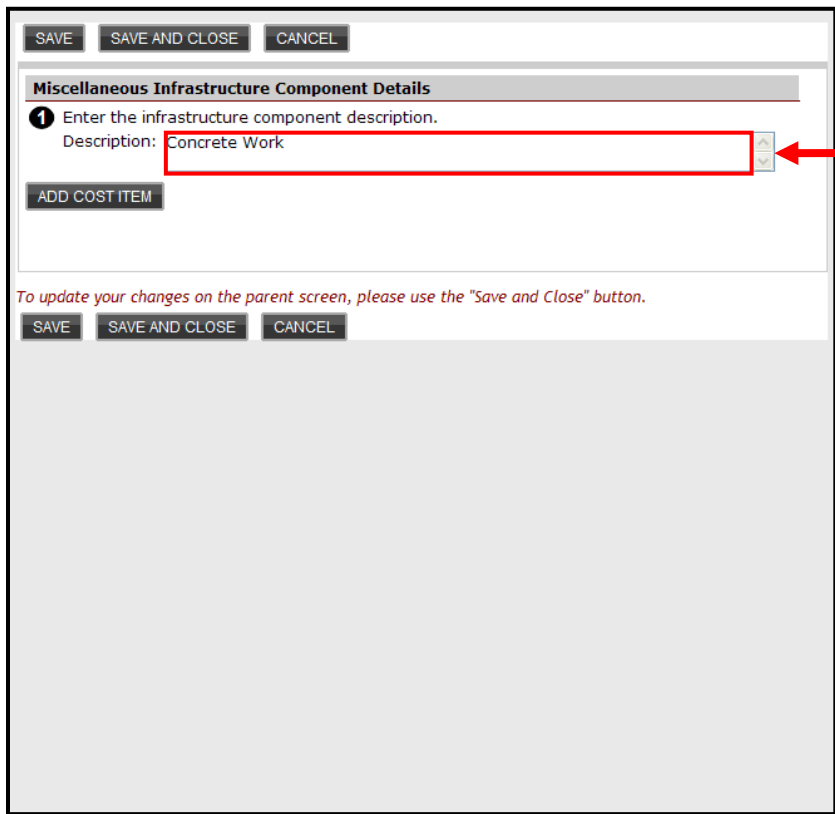 SAVE SAVE AND CLOSE CANCEL
Miscellaneous Infrastructure Component Details
1 Enter the infrastructure component description.
Description: Concrete Work
ADD COST ITEM
To update your changes on the parent screen, please use the "Save and Close" button.
SAVE SAVE AND CLOSE CANCEL